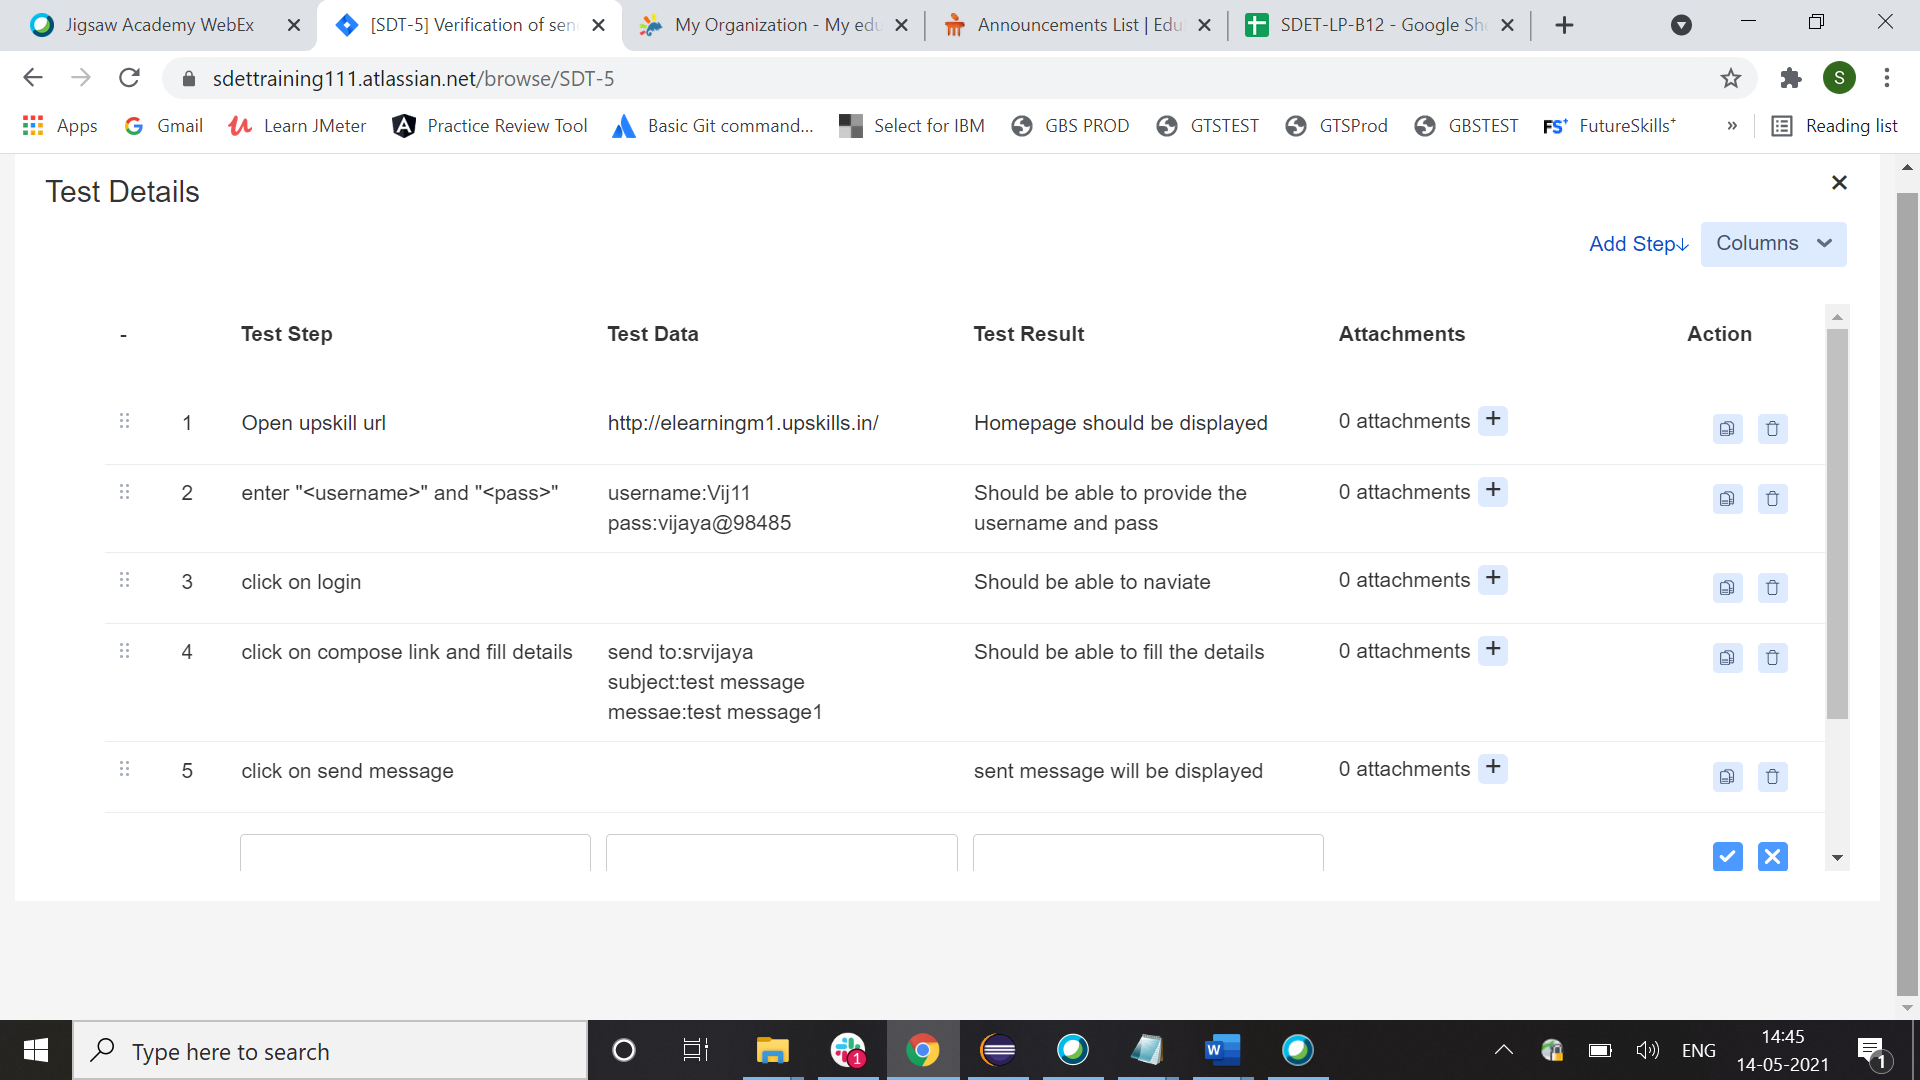 Jigsaw Academy WebEx
[SDT-5] Verification of sen
My Organization - My edu
Announcements List | Edu
SDET-LP-B12 - Google She
sdettraining111.atlassian.net/browse/SDT-5
S
Apps
Gmail
Learn JMeter
Practice Review Tool
Basic Git command...
Select for IBM
GBS PROD
GTSTEST
GTSProd
GBSTEST
FS+ FutureSkills+
»
Reading list
Test Details
Add Step↓
Columns
- Test Step Test Data Test Result Attachments Action
1 Open upskill url http://elearningm1.upskills.in/ Homepage should be displayed 0 attachments +
2 enter "<username>" and "<pass>" username:Vij11 Should be able to provide the 0 attachments +
pass:vijaya@98485 username and pass
3 click on login Should be able to naviate 0 attachments +
4 click on compose link and fill details send to:srvijaya Should be able to fill the details 0 attachments +
subject:test message
messae:test message1
5 click on send message sent message will be displayed 0 attachments +
Type here to search
1
W
ENG
14:45
14-05-2021
1